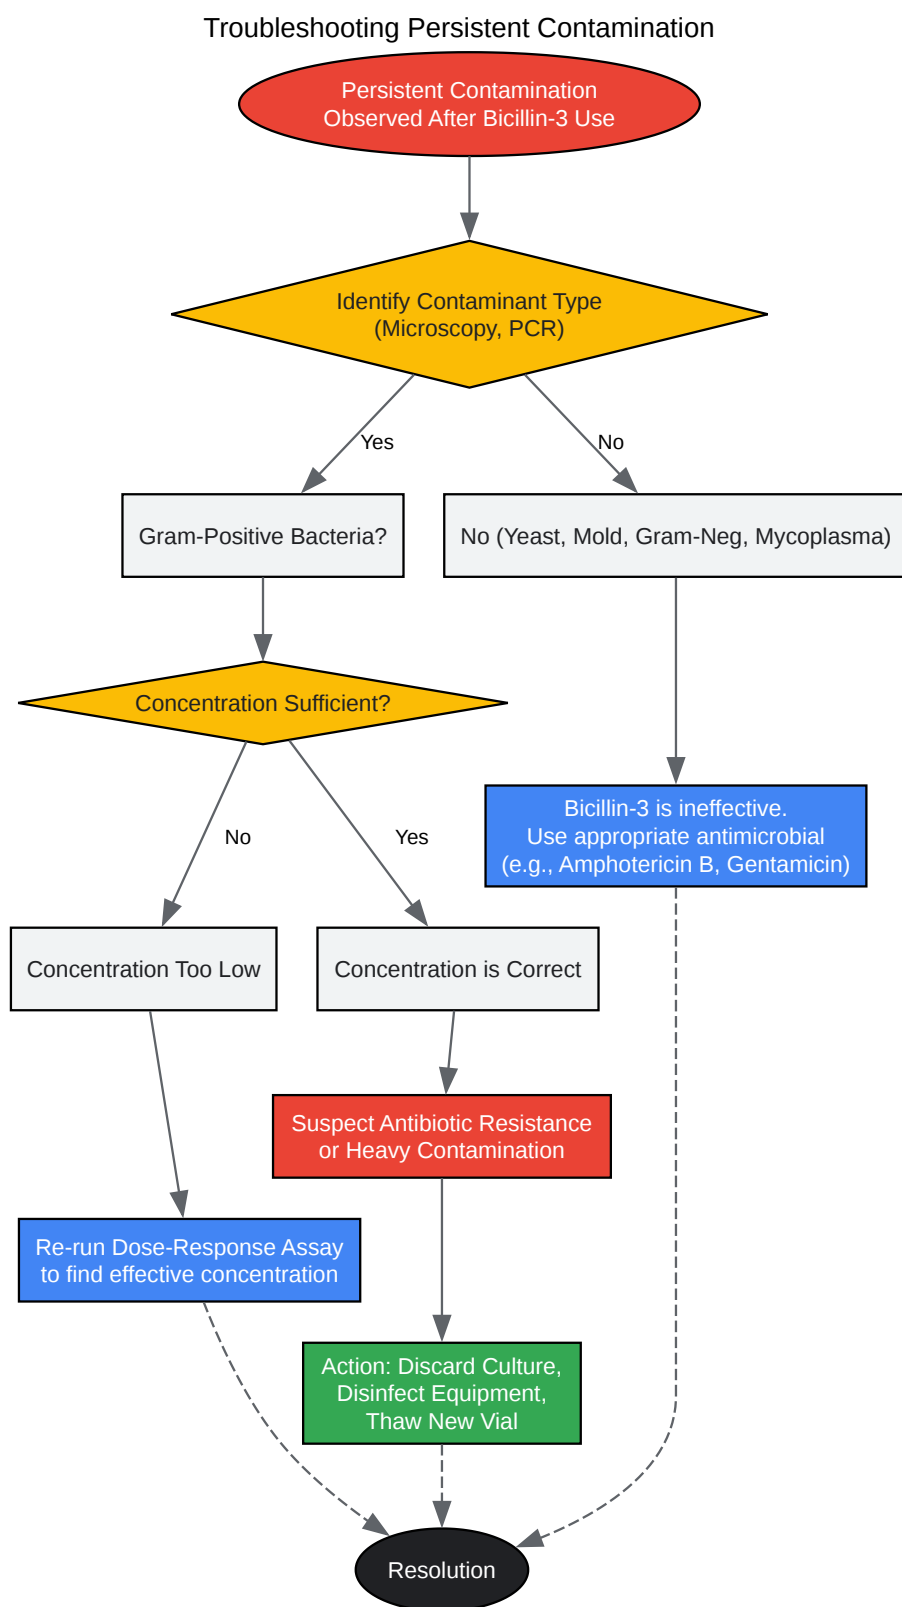 Troubleshooting Persistent Contamination
Persistent Contamination
Observed After Bicillin-3 Use
Identify Contaminant Type
(Microscopy, PCR)
Yes
No
Gram-Positive Bacteria?
No (Yeast, Mold, Gram-Neg, Mycoplasma)
Concentration Sufficient?
No
Yes
Bicillin-3 is ineffective.
Use appropriate antimicrobial
(e.g., Amphotericin B, Gentamicin)
Concentration Too Low
Concentration is Correct
Suspect Antibiotic Resistance
or Heavy Contamination
Re-run Dose-Response Assay
to find effective concentration
Action: Discard Culture,
Disinfect Equipment,
Thaw New Vial
Resolution